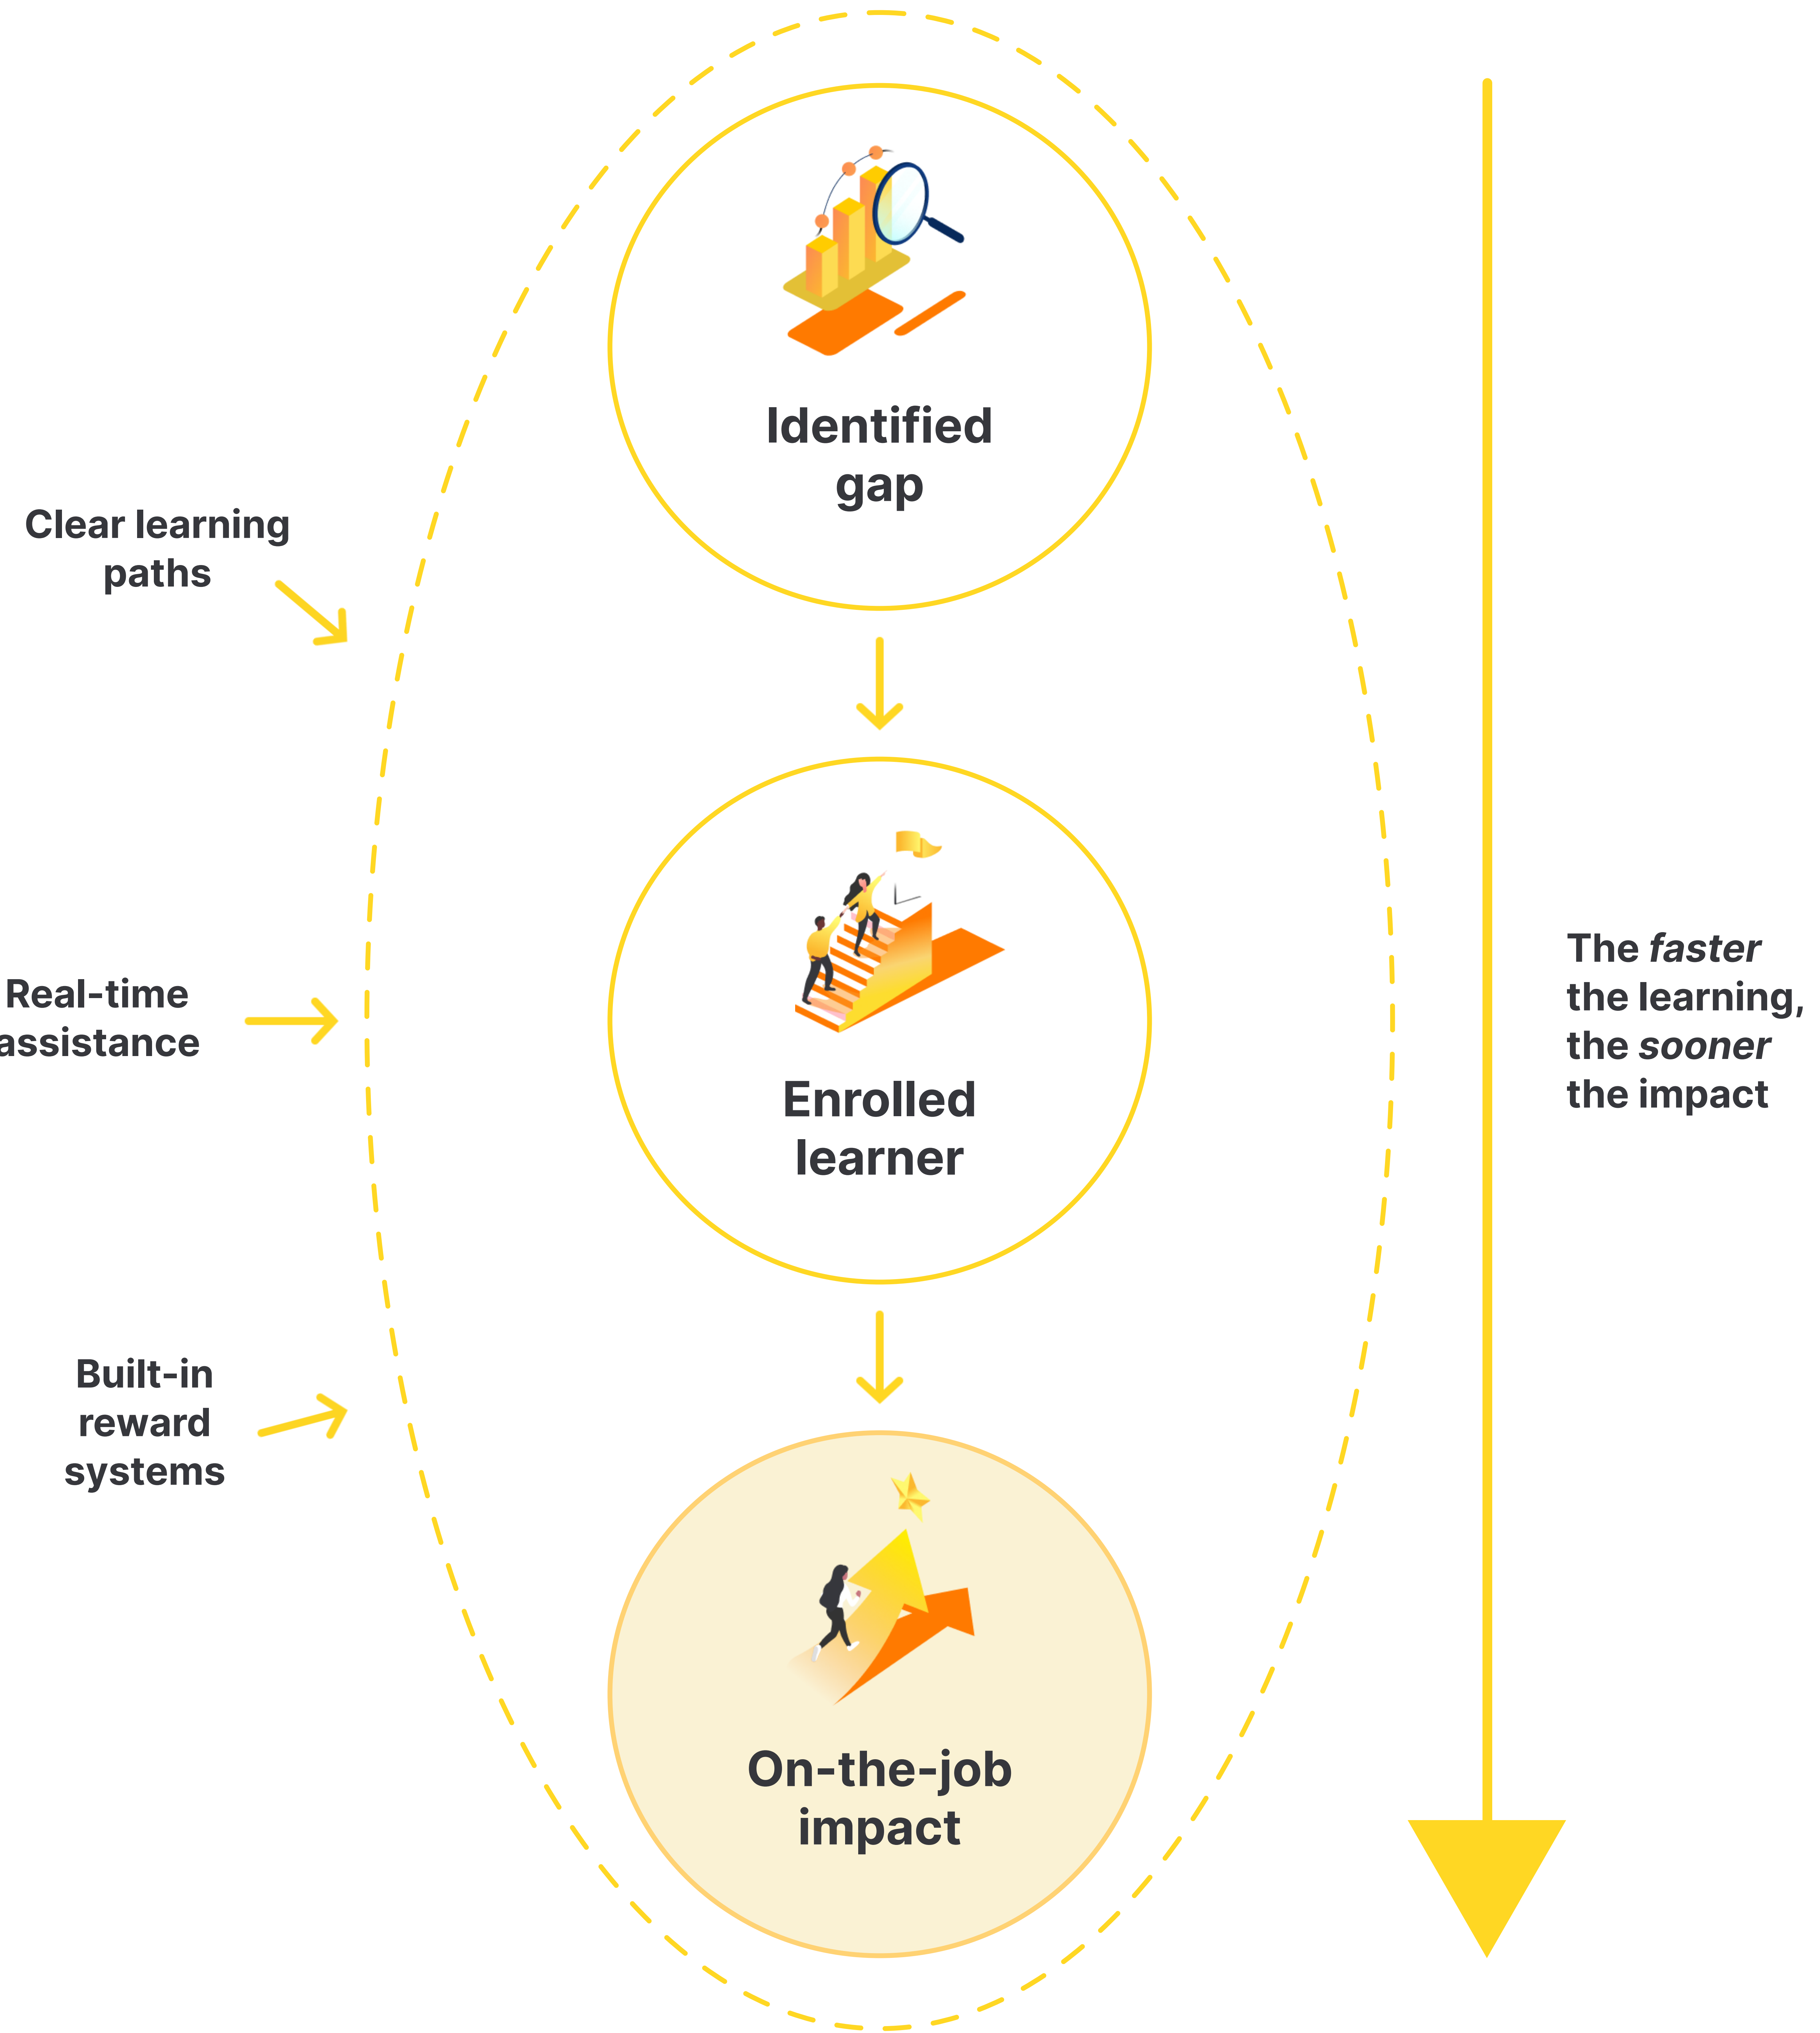 Identified
gap
Clear learning
paths
Enrolled
learner
Real-time
assistance
The faster
the learning,
the sooner
the impact
Built-in
reward
systems
On-the-job
impact